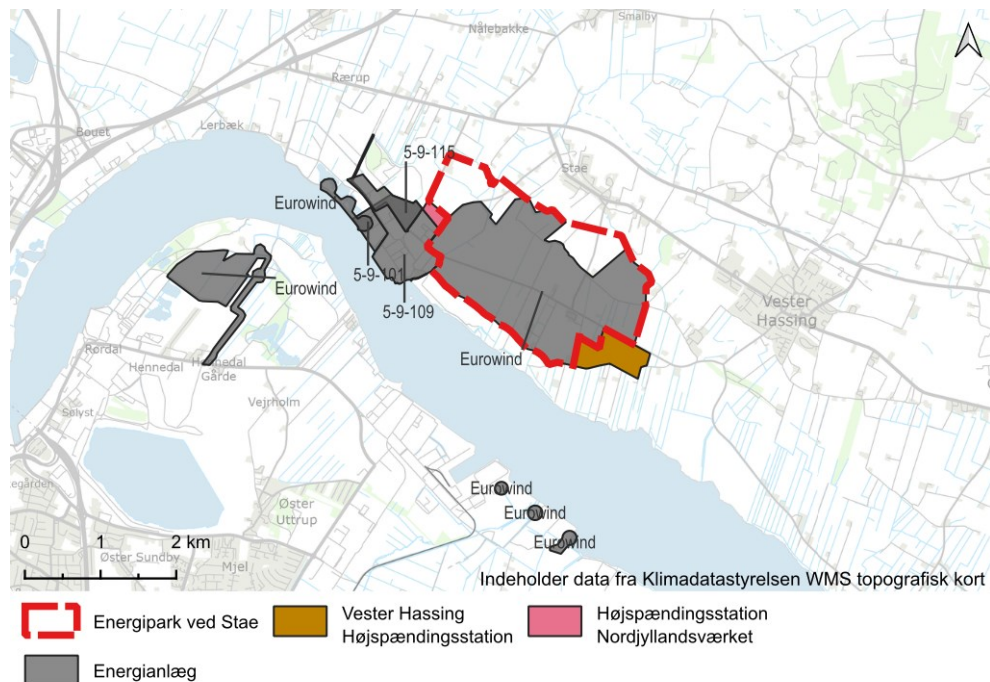 Nålebakke
Smalby
Rærup
Bouet
Lerbæk
5-9-115
Stae
Eurowind
5-9-101
Eurowind
5-9-109
Vester
Hassing
Rørdal
Hennedal
Eurowind
Gårde
Vejrholm
Selyst
Eurowind
Øster
Uttrup
Eurowind
Eurowind
0 1 2 km
Øster Sundby
Mjel
Indeholder data fra Klimadatastyrelsen WMS topografisk kort
Energipark ved Stae
Vester Hassing
Højspændingsstation
Højspændingsstation
Nordjyllandsværket
Energianlæg